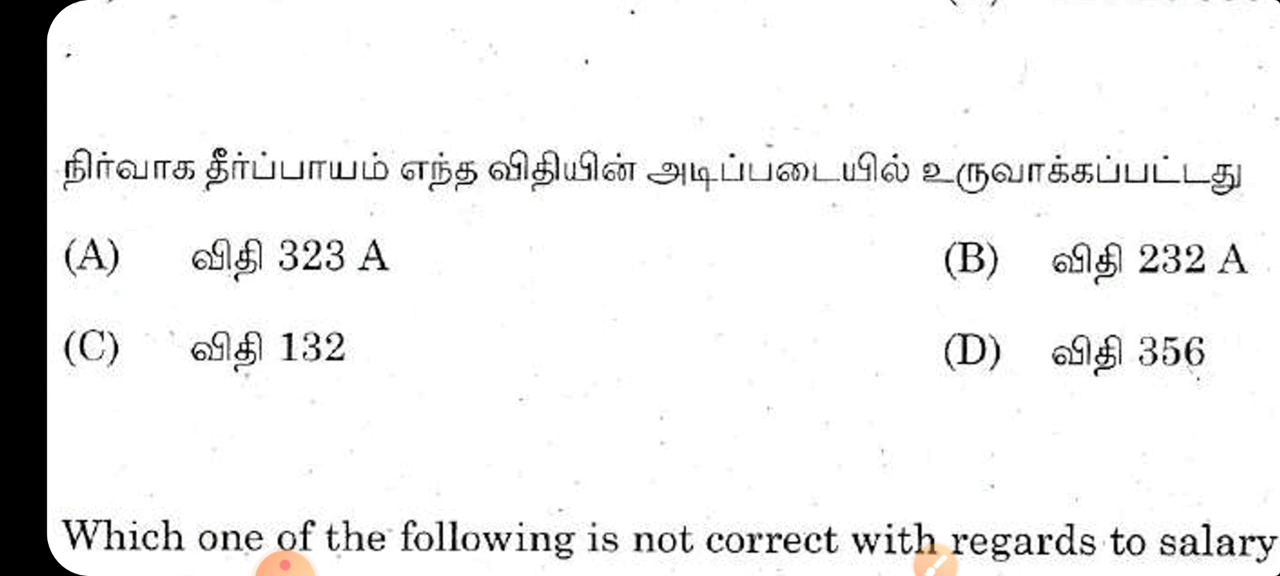 நிர்வாக தீர்ப்பாயம் எந்த விதியின் அடிப்படையில் உருவாக்கப்பட்டது
(A) விதி 323 A (B) விதி 232 A
(C) விதி 132 (D) விதி 356
Which one of the following is not correct with regards to salary